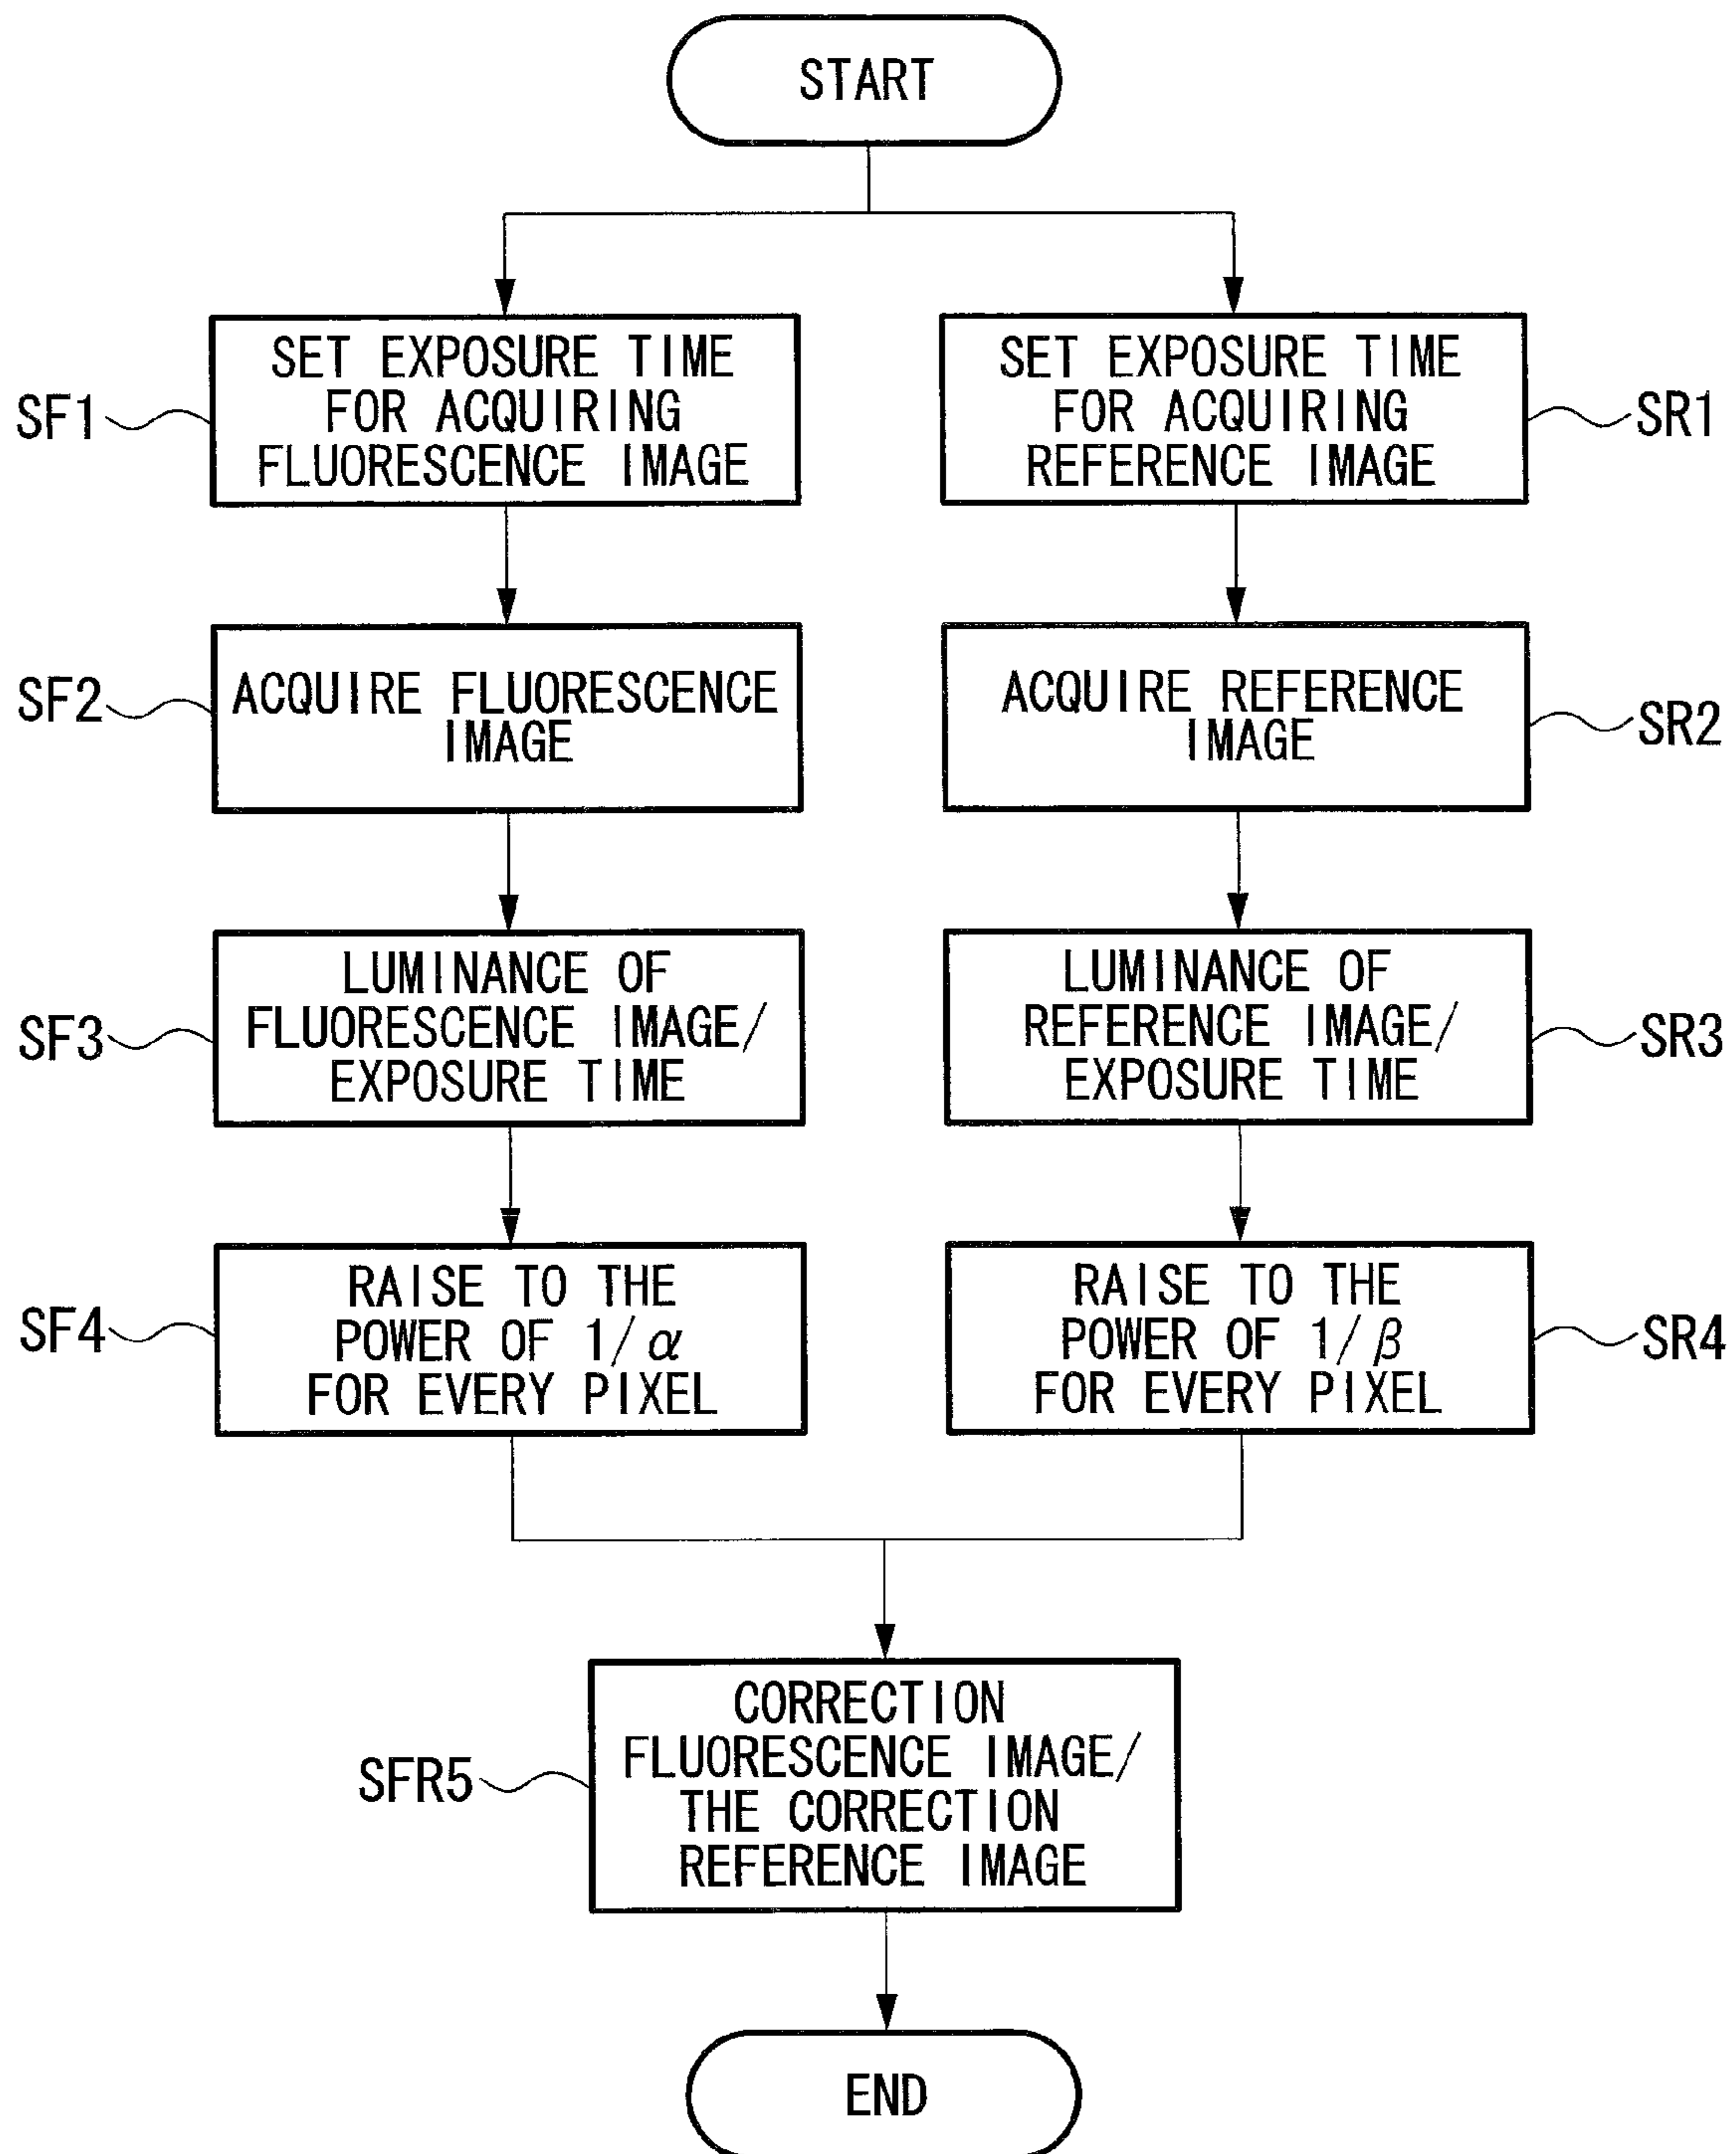 START
SF1
SET EXPOSURE TIME
FOR ACQUIRING
FLUORESCENCE IMAGE
SET EXPOSURE TIME
FOR ACQUIRING
REFERENCE IMAGE
SR1
SF2
ACQUIRE FLUORESCENCE
IMAGE
ACQUIRE REFERENCE
IMAGE
SR2
SF3
LUMINANCE OF
FLUORESCENCE IMAGE/
EXPOSURE TIME
LUMINANCE OF
REFERENCE IMAGE/
EXPOSURE TIME
SR3
SF4
RAISE TO THE
POWER OF 1/α
FOR EVERY PIXEL
RAISE TO THE
POWER OF 1/β
FOR EVERY PIXEL
SR4
SFR5
CORRECTION
FLUORESCENCE IMAGE/
THE CORRECTION
REFERENCE IMAGE
END